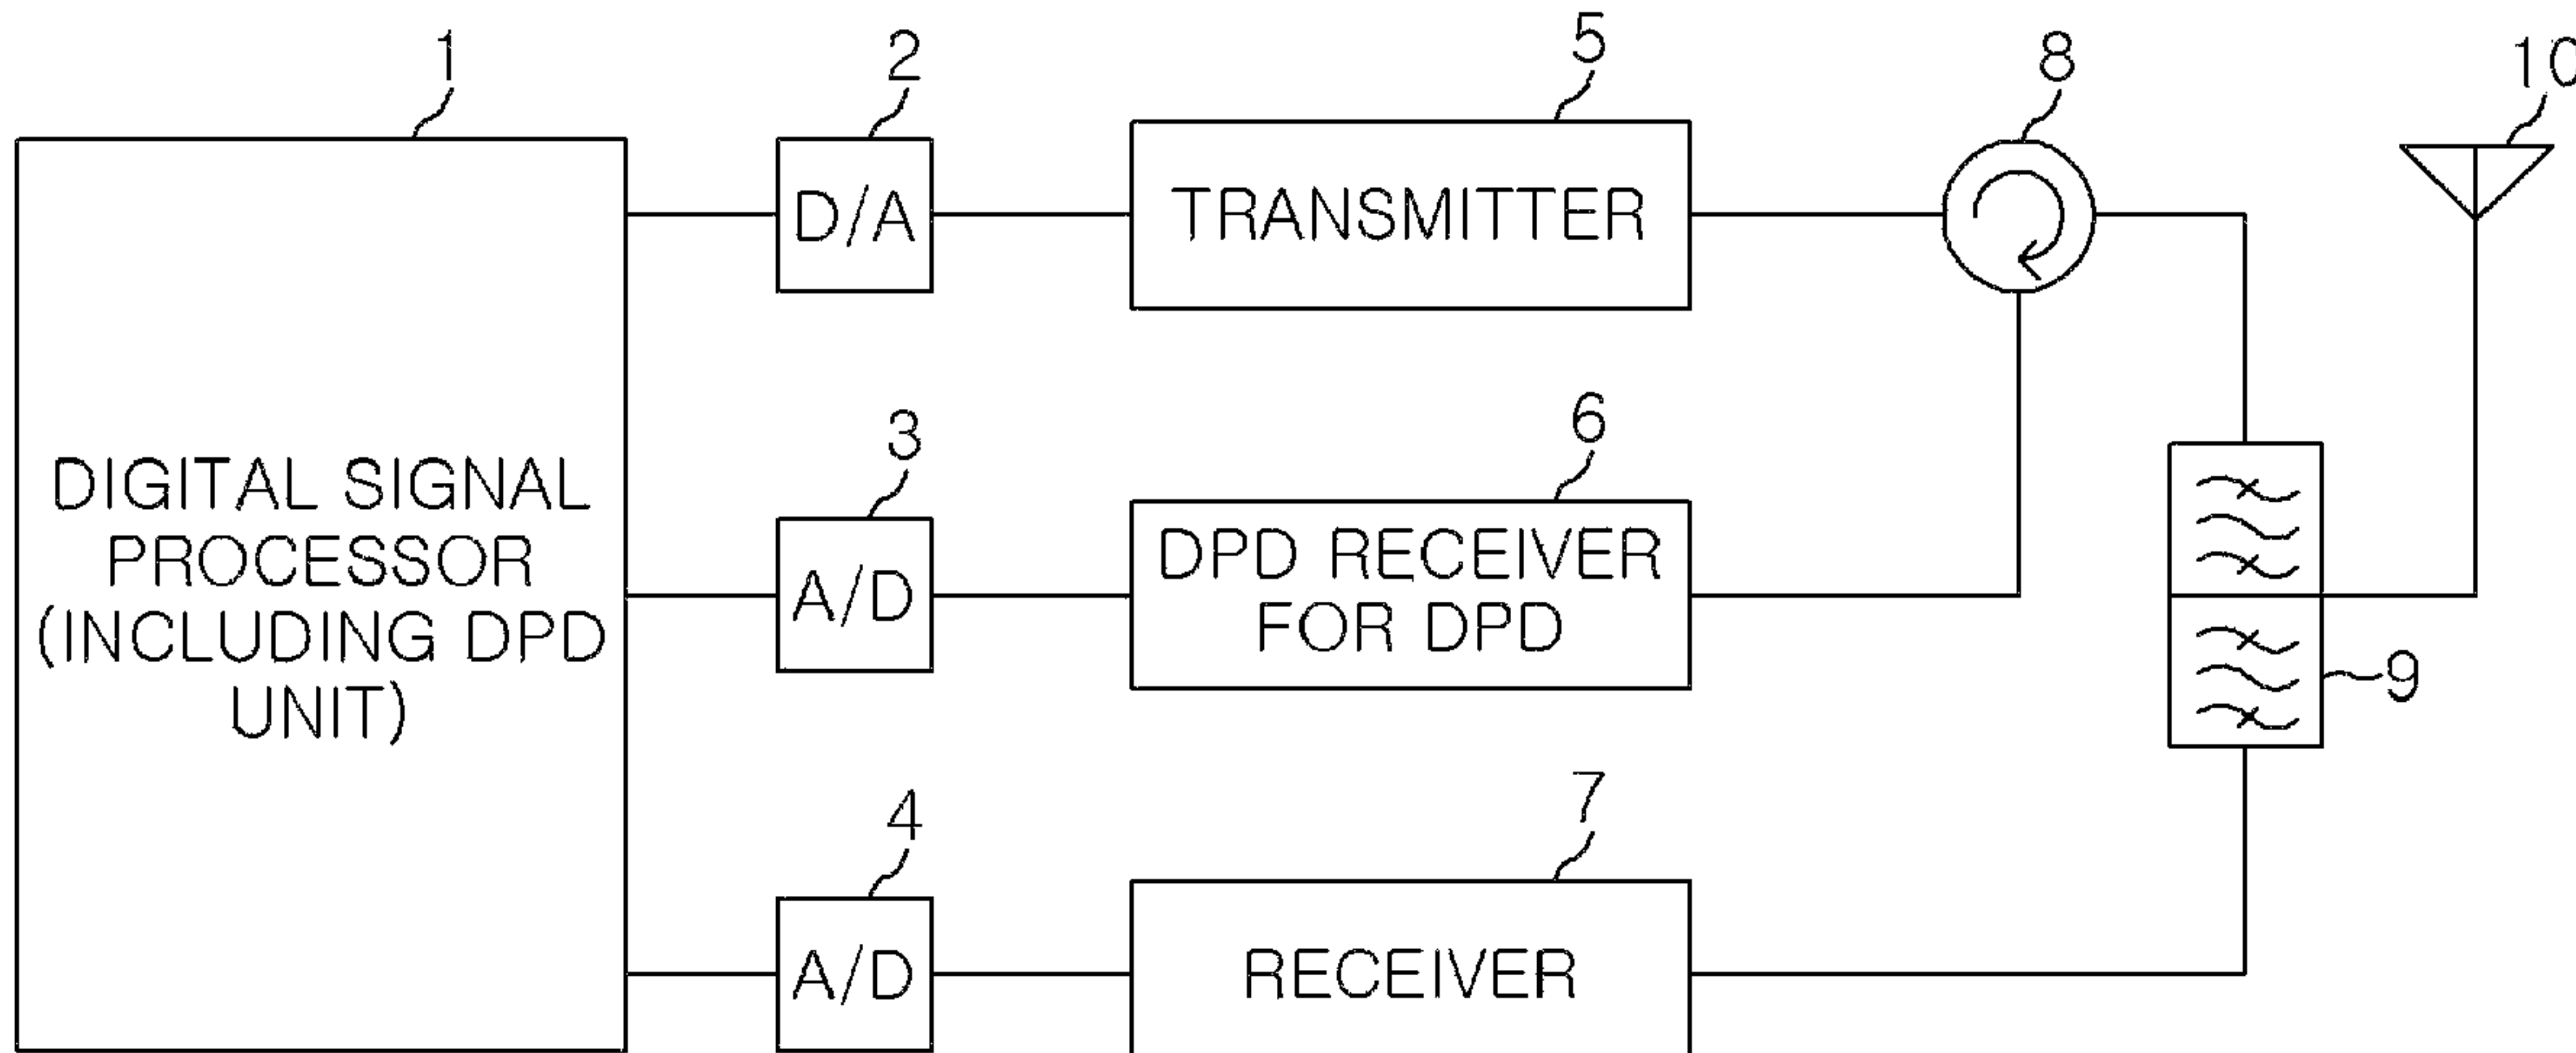 1
2
5
8
10
D/A
TRANSMITTER
3
6
DIGITAL SIGNAL
PROCESSOR
(INCLUDING DPD
UNIT)
A/D
DPD RECEIVER
FOR DPD
9
4
7
A/D
RECEIVER